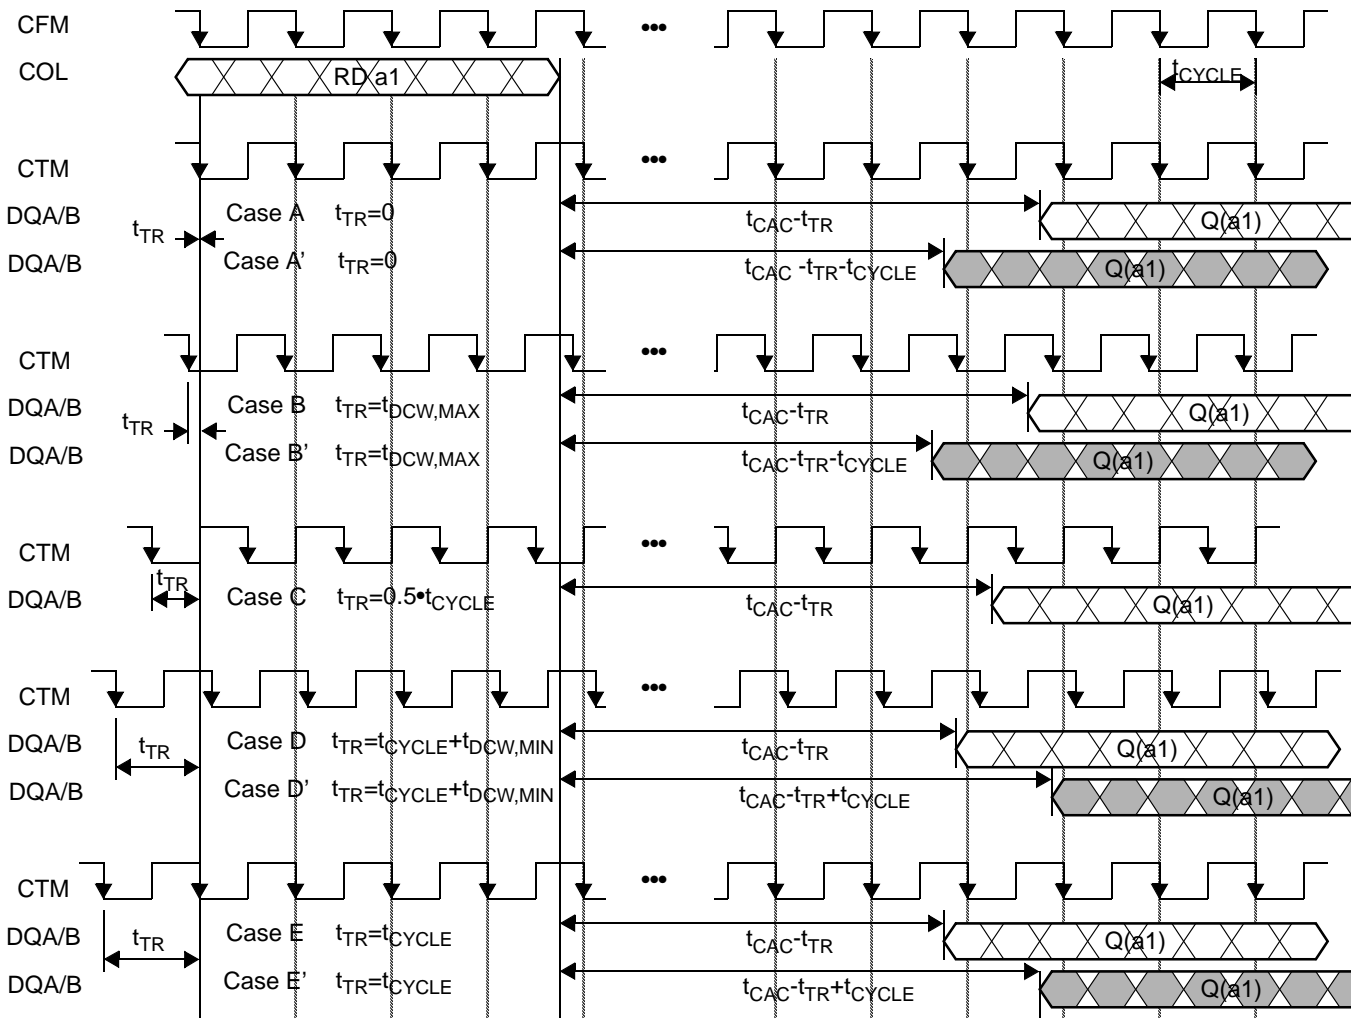 CFM •••
COL RD a1 tCYCLE
CTM •••
DQA/B Case A tTR=0 tCAC-tTR Q(a1)
tTR
DQA/B Case A' tTR=0 tCAC -tTR-tCYCLE Q(a1)
CTM •••
DQA/B Case B tTR=tDCW,MAX tCAC-tTR Q(a1)
tTR
DQA/B Case B' tTR=tDCW,MAX tCAC-tTR-tCYCLE Q(a1)
CTM •••
tTR
DQA/B Case C tTR=0.5•tCYCLE tCAC-tTR Q(a1)
CTM •••
DQA/B tTR Case D tTR=tCYCLE+tDCW,MIN tCAC-tTR Q(a1)
DQA/B Case D' tTR=tCYCLE+tDCW,MIN tCAC-tTR+tCYCLE Q(a1)
CTM •••
DQA/B tTR Case E tTR=tCYCLE tCAC-tTR Q(a1)
DQA/B Case E' tTR=tCYCLE tCAC-tTR+tCYCLE Q(a1)